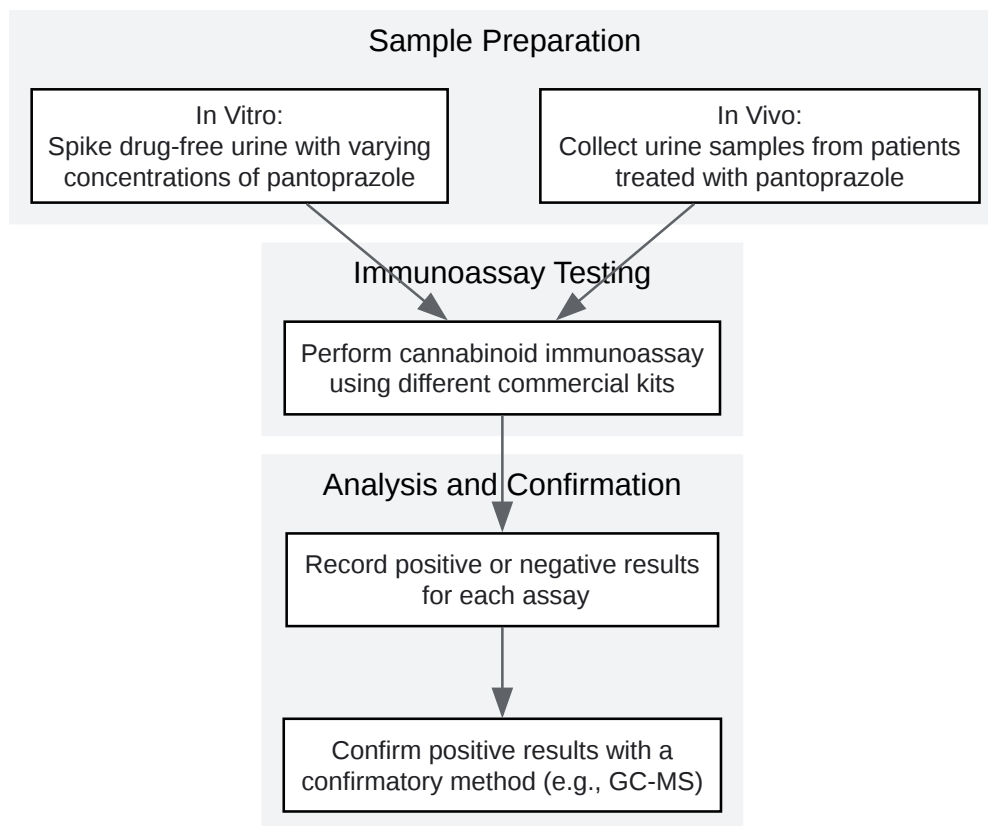 Sample Preparation
In Vitro:
Spike drug-free urine with varying
concentrations of pantoprazole
In Vivo:
Collect urine samples from patients
treated with pantoprazole
Immunoassay Testing
Perform cannabinoid immunoassay
using different commercial kits
Analysis and Confirmation
Record positive or negative results
for each assay
Confirm positive results with a
confirmatory method (e.g., GC-MS)